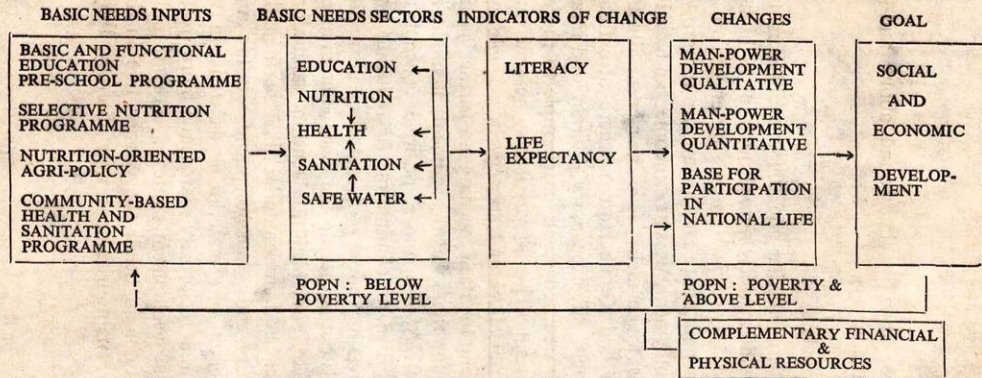 BASIC NEEDS INPUTS
BASIC AND FUNCTIONAL
EDUCATION
PRE-SCHOOL PROGRAMME
SELECTIVE NUTRITION
PROGRAMME
NUTRITION-ORIENTED
AGRI-POLICY
COMMUNITY-BASED
HEALTH AND
SANITATION
PROGRAMME
BASIC NEEDS SECTORS
EDUCATION
NUTRITION
HEALTH
SANITATION
SAFE WATER
POPN : BELOW
POVERTY LEVEL
INDICATORS OF CHANGE
LITERACY
LIFE
EXPECTANCY
CHANGES
MAN-POWER
DEVELOPMENT
QUALITATIVE
MAN-POWER
DEVELOPMENT
QUANTITATIVE
BASE FOR
PARTICIPATION
IN
NATIONAL LIFE
POPN : POVERTY &
ABOVE LEVEL
GOAL
SOCIAL
AND
ECONOMIC
DEVELOP-
MENT
COMPLEMENTARY FINANCIAL
&
PHYSICAL RESOURCES